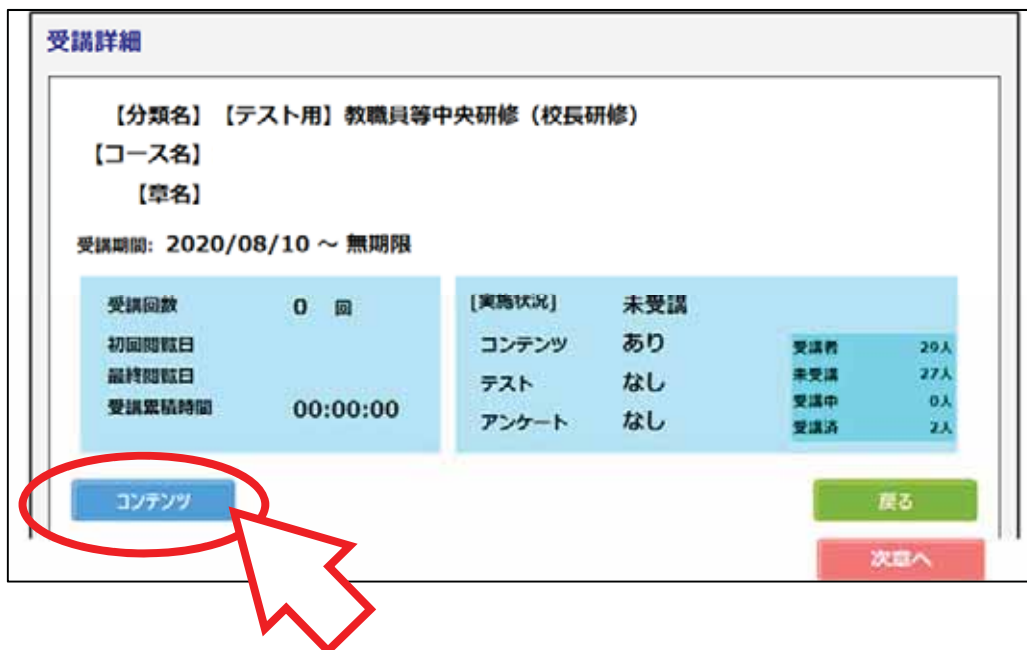 受講詳細
【分類名】【テスト用】教職員等中央研修（校長研修）
【コース名】
【章名】
受講期間: 2020/08/10 ～ 無期限
受講回数 0 回
初回閲覧日
最終閲覧日
受講累積時間 00:00:00
[実施状況] 未受講
コンテンツ あり
テスト なし
アンケート なし
受講者 29人
未受講 27人
受講中 0人
受講済 2人
コンテンツ
戻る
次章へ